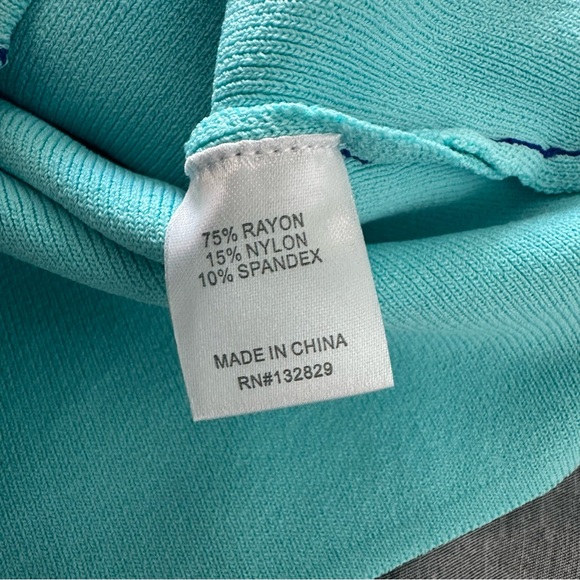 75% RAYON
15% NYLON
10% SPANDEX
MADE IN CHINA
RN#132829